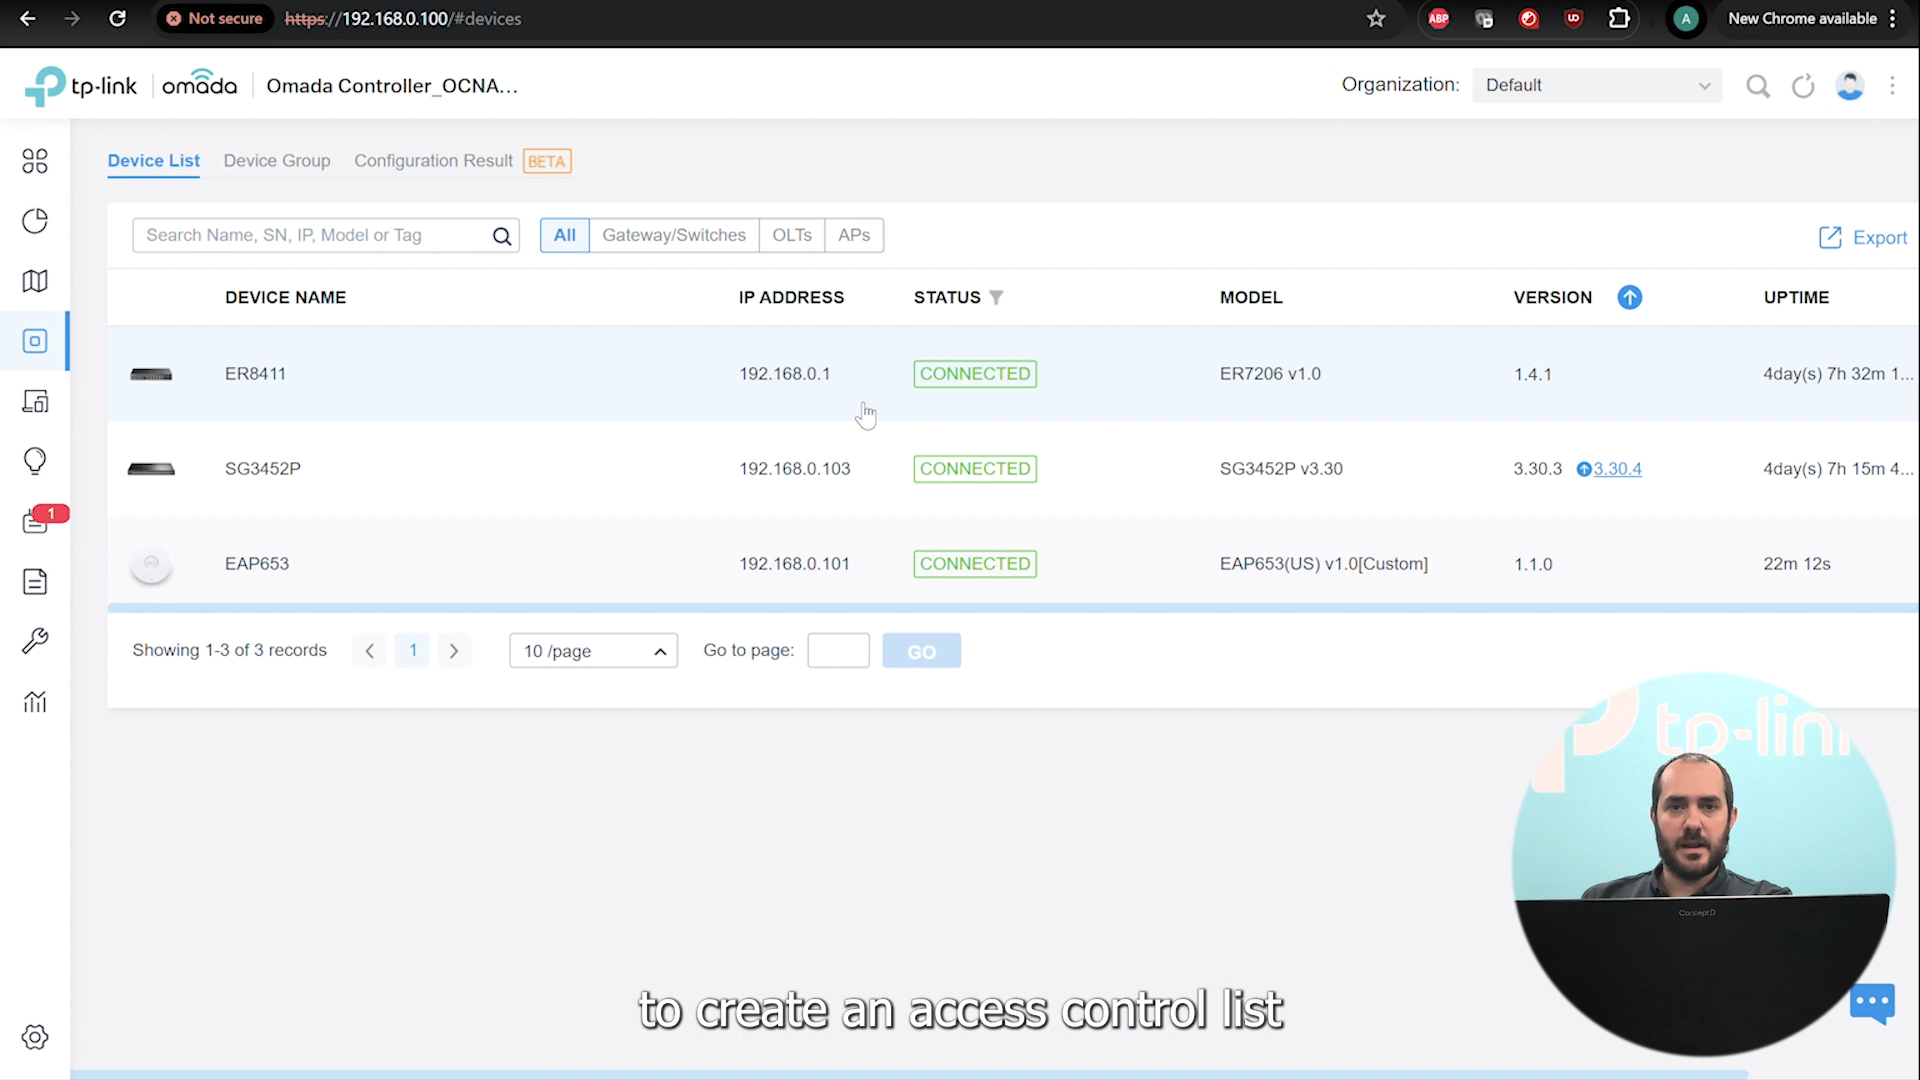 Not secure
https://192.168.0.100/#devices
ABP
UD
A
New Chrome available
tp-link
omada
Omada Controller_OCNA...
Organization:
Default
Device List
Device Group
Configuration Result
BETA
Search Name, SN, IP, Model or Tag
All
Gateway/Switches
OLTs
APs
Export
DEVICE NAME
IP ADDRESS
STATUS
MODEL
VERSION
UPTIME
ER8411
192.168.0.1
CONNECTED
ER7206 v1.0
1.4.1
4day(s) 7h 32m 1...
SG3452P
192.168.0.103
CONNECTED
SG3452P v3.30
3.30.3
3.30.4
4day(s) 7h 15m 4...
1
EAP653
192.168.0.101
CONNECTED
EAP653(US) v1.0[Custom]
1.1.0
22m 12s
Showing 1-3 of 3 records
1
10 /page
Go to page:
GO
tp-link
ConceptD
to create an access control list